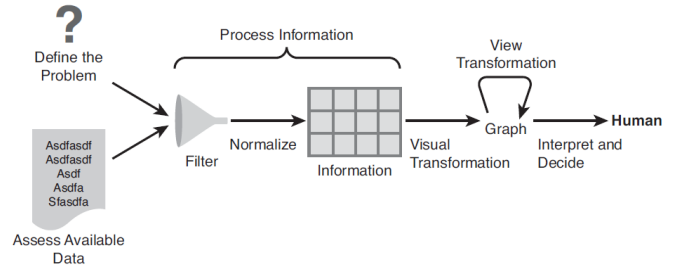 ?
Define the
Problem
Process Information
View
Transformation
Asdfasdf
Asdfasdf
Asdf
Asdfa
Sfasdfa
Assess Available
Data
Filter
Normalize
Information
Visual
Transformation
Graph
Interpret and
Decide
Human